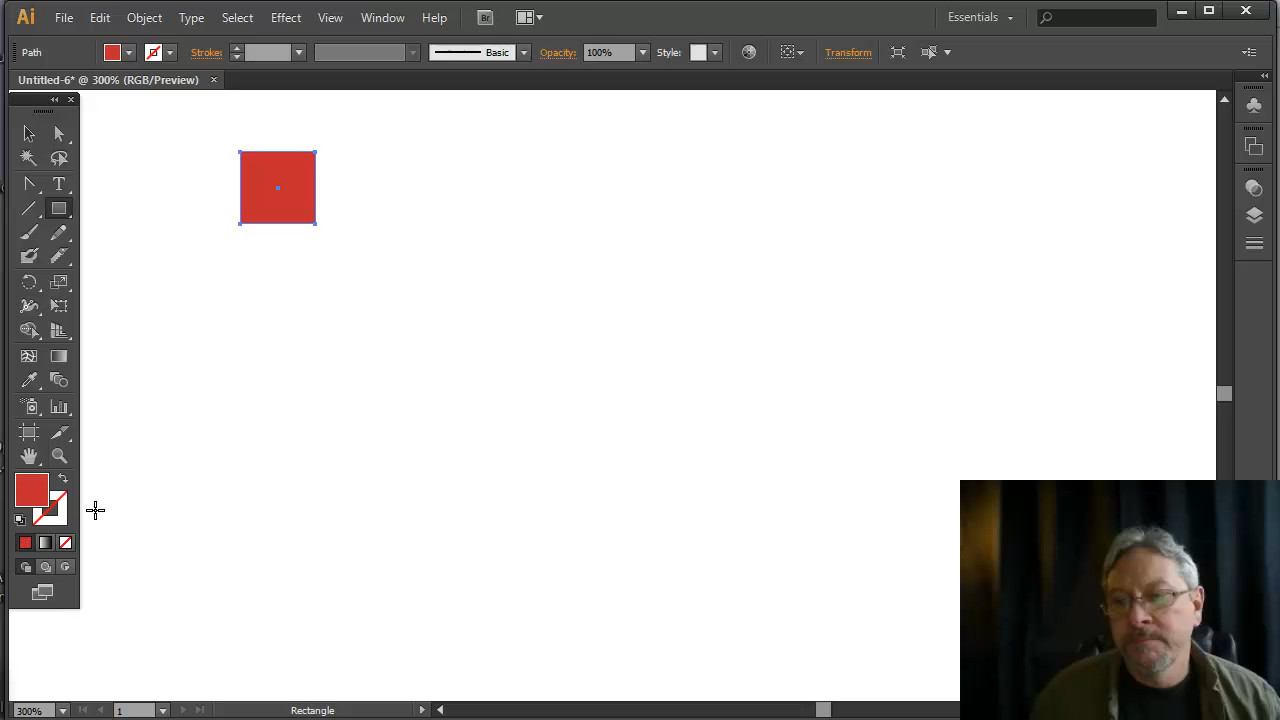 Ai File Edit Object Type Select Effect View Window Help Br Essentials
Path Stroke: Basic Opacity: 100% Style: Transform
Untitled-6* @ 300% (RGB/Preview)
T
300% 1 Rectangle